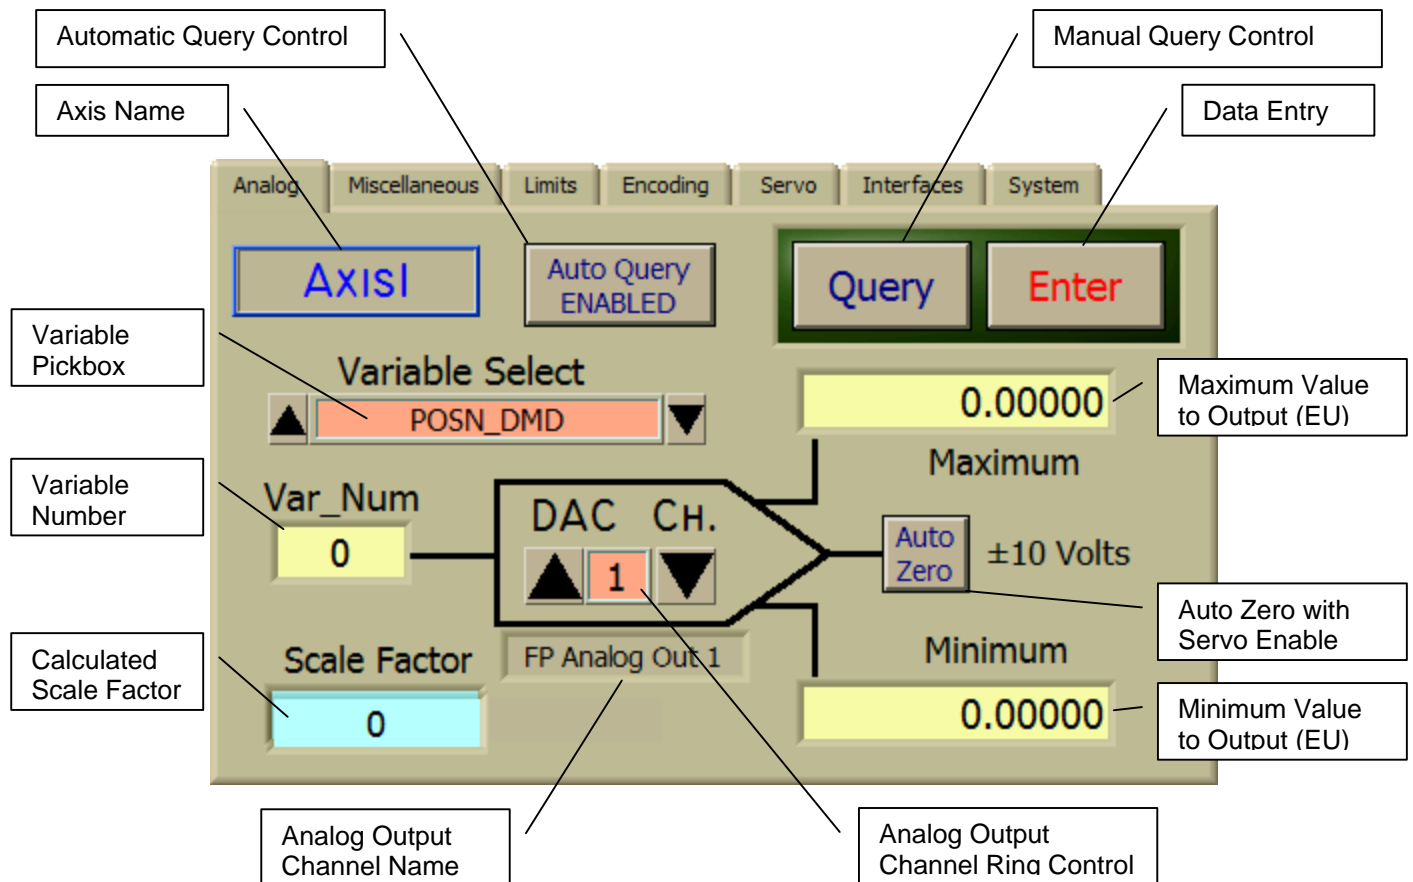 Automatic Query Control
Manual Query Control
Axis Name
Data Entry
Analog
Miscellaneous
Limits
Encoding
Servo
Interfaces
System
AxisI
Auto Query
ENABLED
Query
Enter
Variable
Pickbox
Variable Select
POSN_DMD
0.00000
Maximum Value
to Output (EU)
Maximum
Variable
Number
Var_Num
0
DAC CH.
1
Auto
Zero
±10 Volts
Auto Zero with
Servo Enable
Calculated
Scale Factor
Scale Factor
0
FP Analog Out 1
Minimum
0.00000
Minimum Value
to Output (EU)
Analog Output
Channel Name
Analog Output
Channel Ring Control